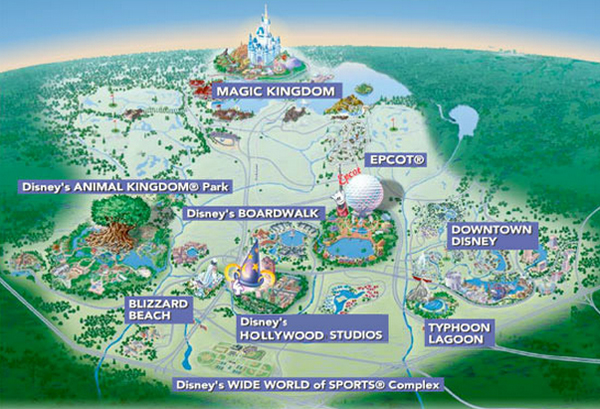 MAGIC KINGDOM
EPCOT®
Epcot
Disney's ANIMAL KINGDOM® Park
Disney's BOARDWALK
DOWNTOWN
DISNEY
BLIZZARD
BEACH
Disney's
HOLLYWOOD STUDIOS
TYPHOON
LAGOON
Disney's WIDE WORLD of SPORTS® Complex